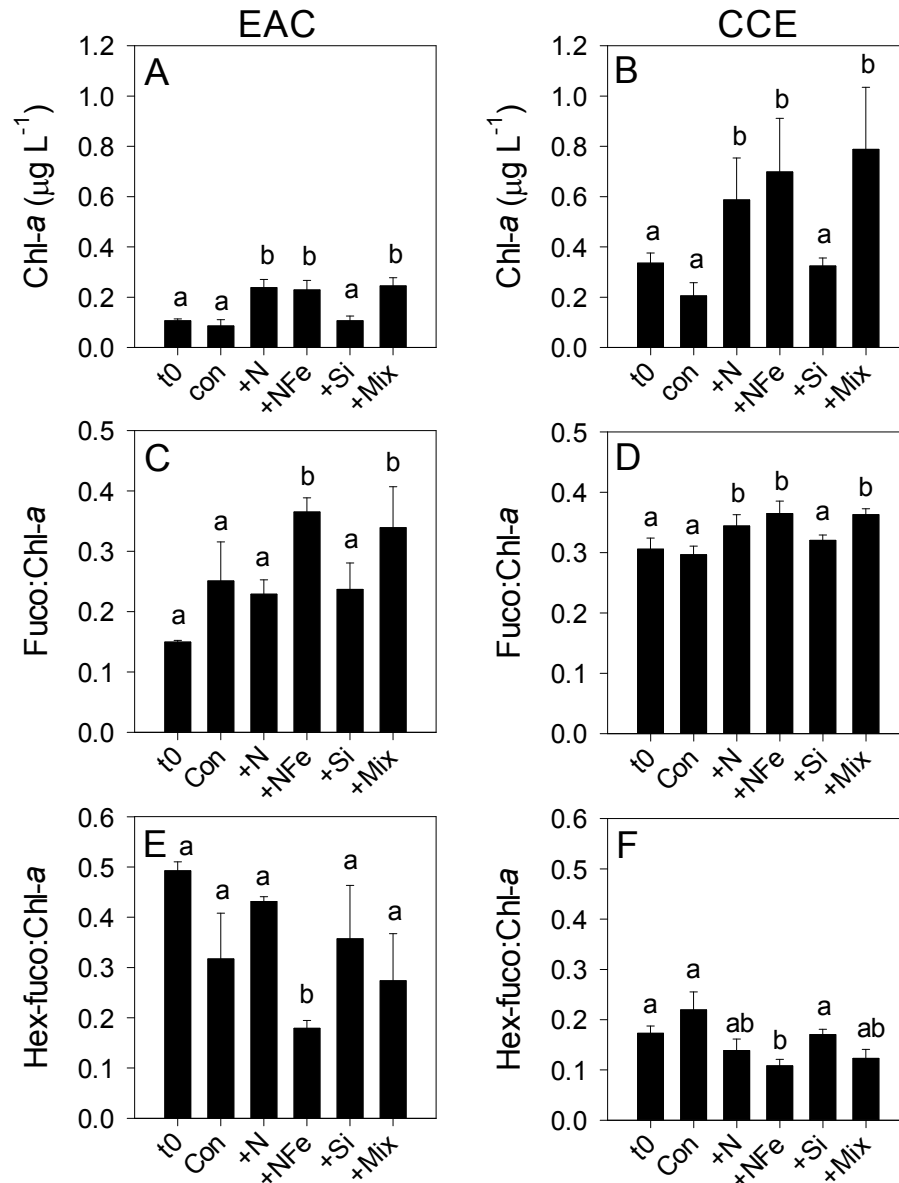 EAC
CCE
A
Chl-a (µg L⁻¹)
1.2
1.0
0.8
0.6
0.4
0.2
0.0
a a b b a b
t0 con +N +NFe +Si +Mix
B
Chl-a (µg L⁻¹)
1.2
1.0
0.8
0.6
0.4
0.2
0.0
a a b b a b
t0 con +N +NFe +Si +Mix
C
Fuco:Chl-a
0.5
0.4
0.3
0.2
0.1
0.0
a a a b a b
t0 Con +N +NFe +Si +Mix
D
Fuco:Chl-a
0.5
0.4
0.3
0.2
0.1
0.0
a a b b a b
t0 Con +N +NFe +Si +Mix
E
Hex-fuco:Chl-a
0.6
0.5
0.4
0.3
0.2
0.1
0.0
a a a b a a
t0 Con +N +NFe +Si +Mix
F
Hex-fuco:Chl-a
0.6
0.5
0.4
0.3
0.2
0.1
0.0
a a ab b a ab
t0 Con +N +NFe +Si +Mix